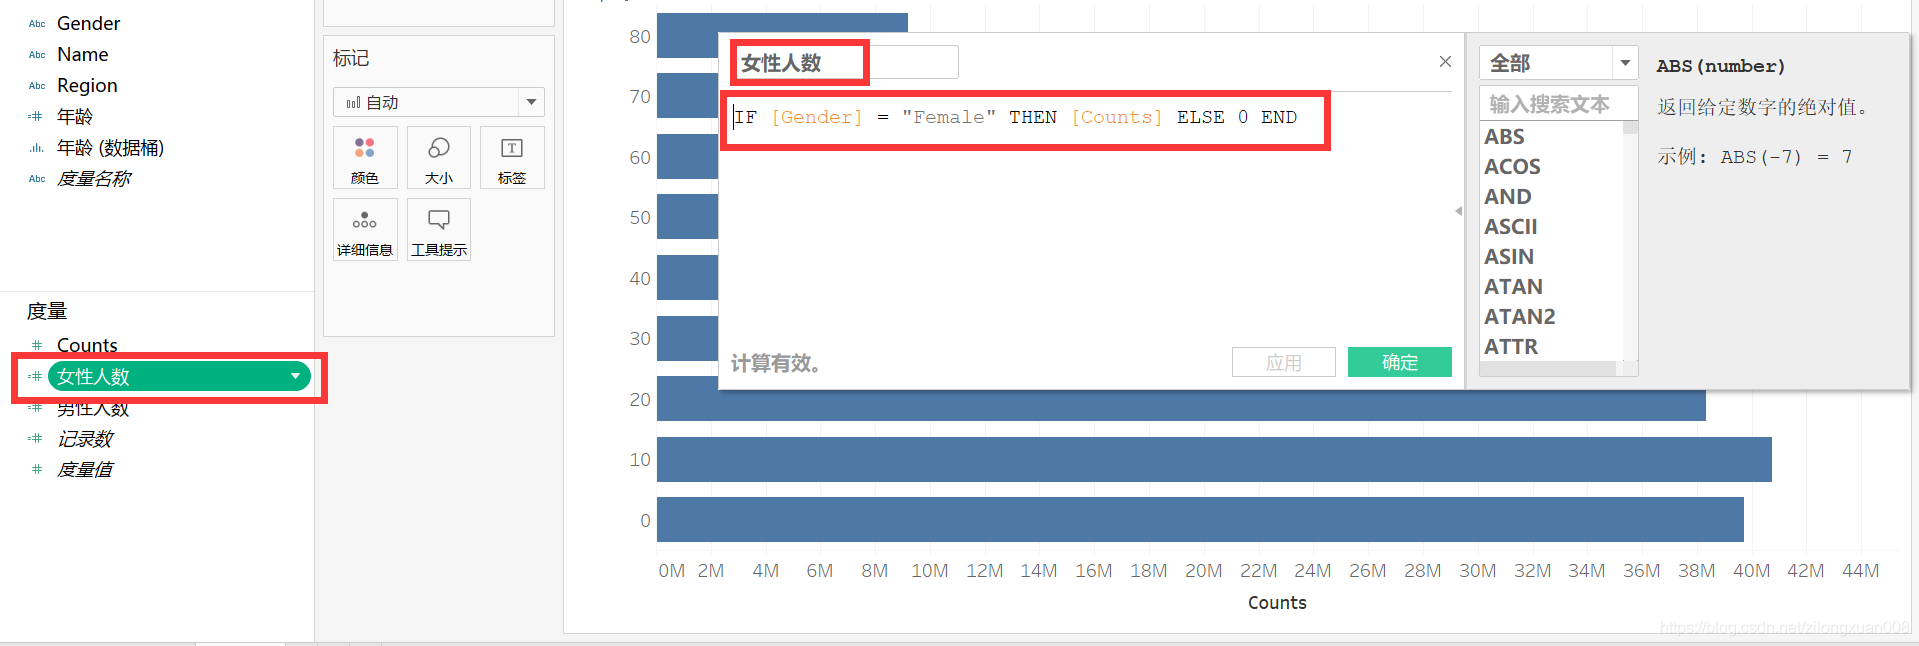 Abc Gender
Abc Name
Abc Region
年龄
年龄 (数据桶)
Abc 度量名称
度量
Counts
女性人数
男性人数
记录数
度量值
标记
自动
颜色
大小
标签
详细信息
工具提示
80
70
60
50
40
30
20
10
0
0M 2M 4M 6M 8M 10M 12M 14M 16M 18M 20M 22M 24M 26M 28M 30M 32M 34M 36M 38M 40M 42M 44M
Counts
女性人数
IF [Gender] = "Female" THEN [Counts] ELSE 0 END
计算有效。
应用
确定
全部
输入搜索文本
ABS
ACOS
AND
ASCII
ASIN
ATAN
ATAN2
ATTR
ABS(number)
返回给定数字的绝对值。
示例: ABS(-7) = 7
https://blog.csdn.net/zilongxuan008